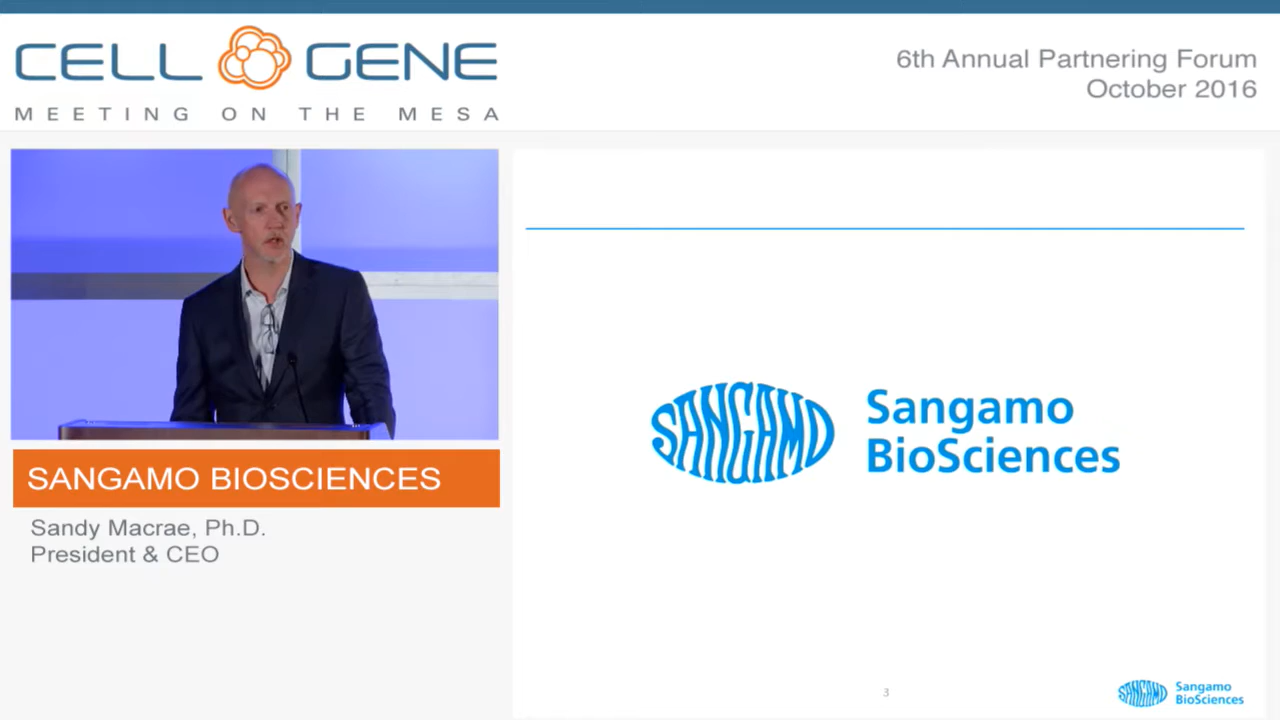 CELL GENE
MEETING ON THE MESA
6th Annual Partnering Forum
October 2016
SANGAMO BIOSCIENCES
Sandy Macrae, Ph.D.
President & CEO
SANGAMO
Sangamo
BioSciences
3
SANGAMO
Sangamo
BioSciences